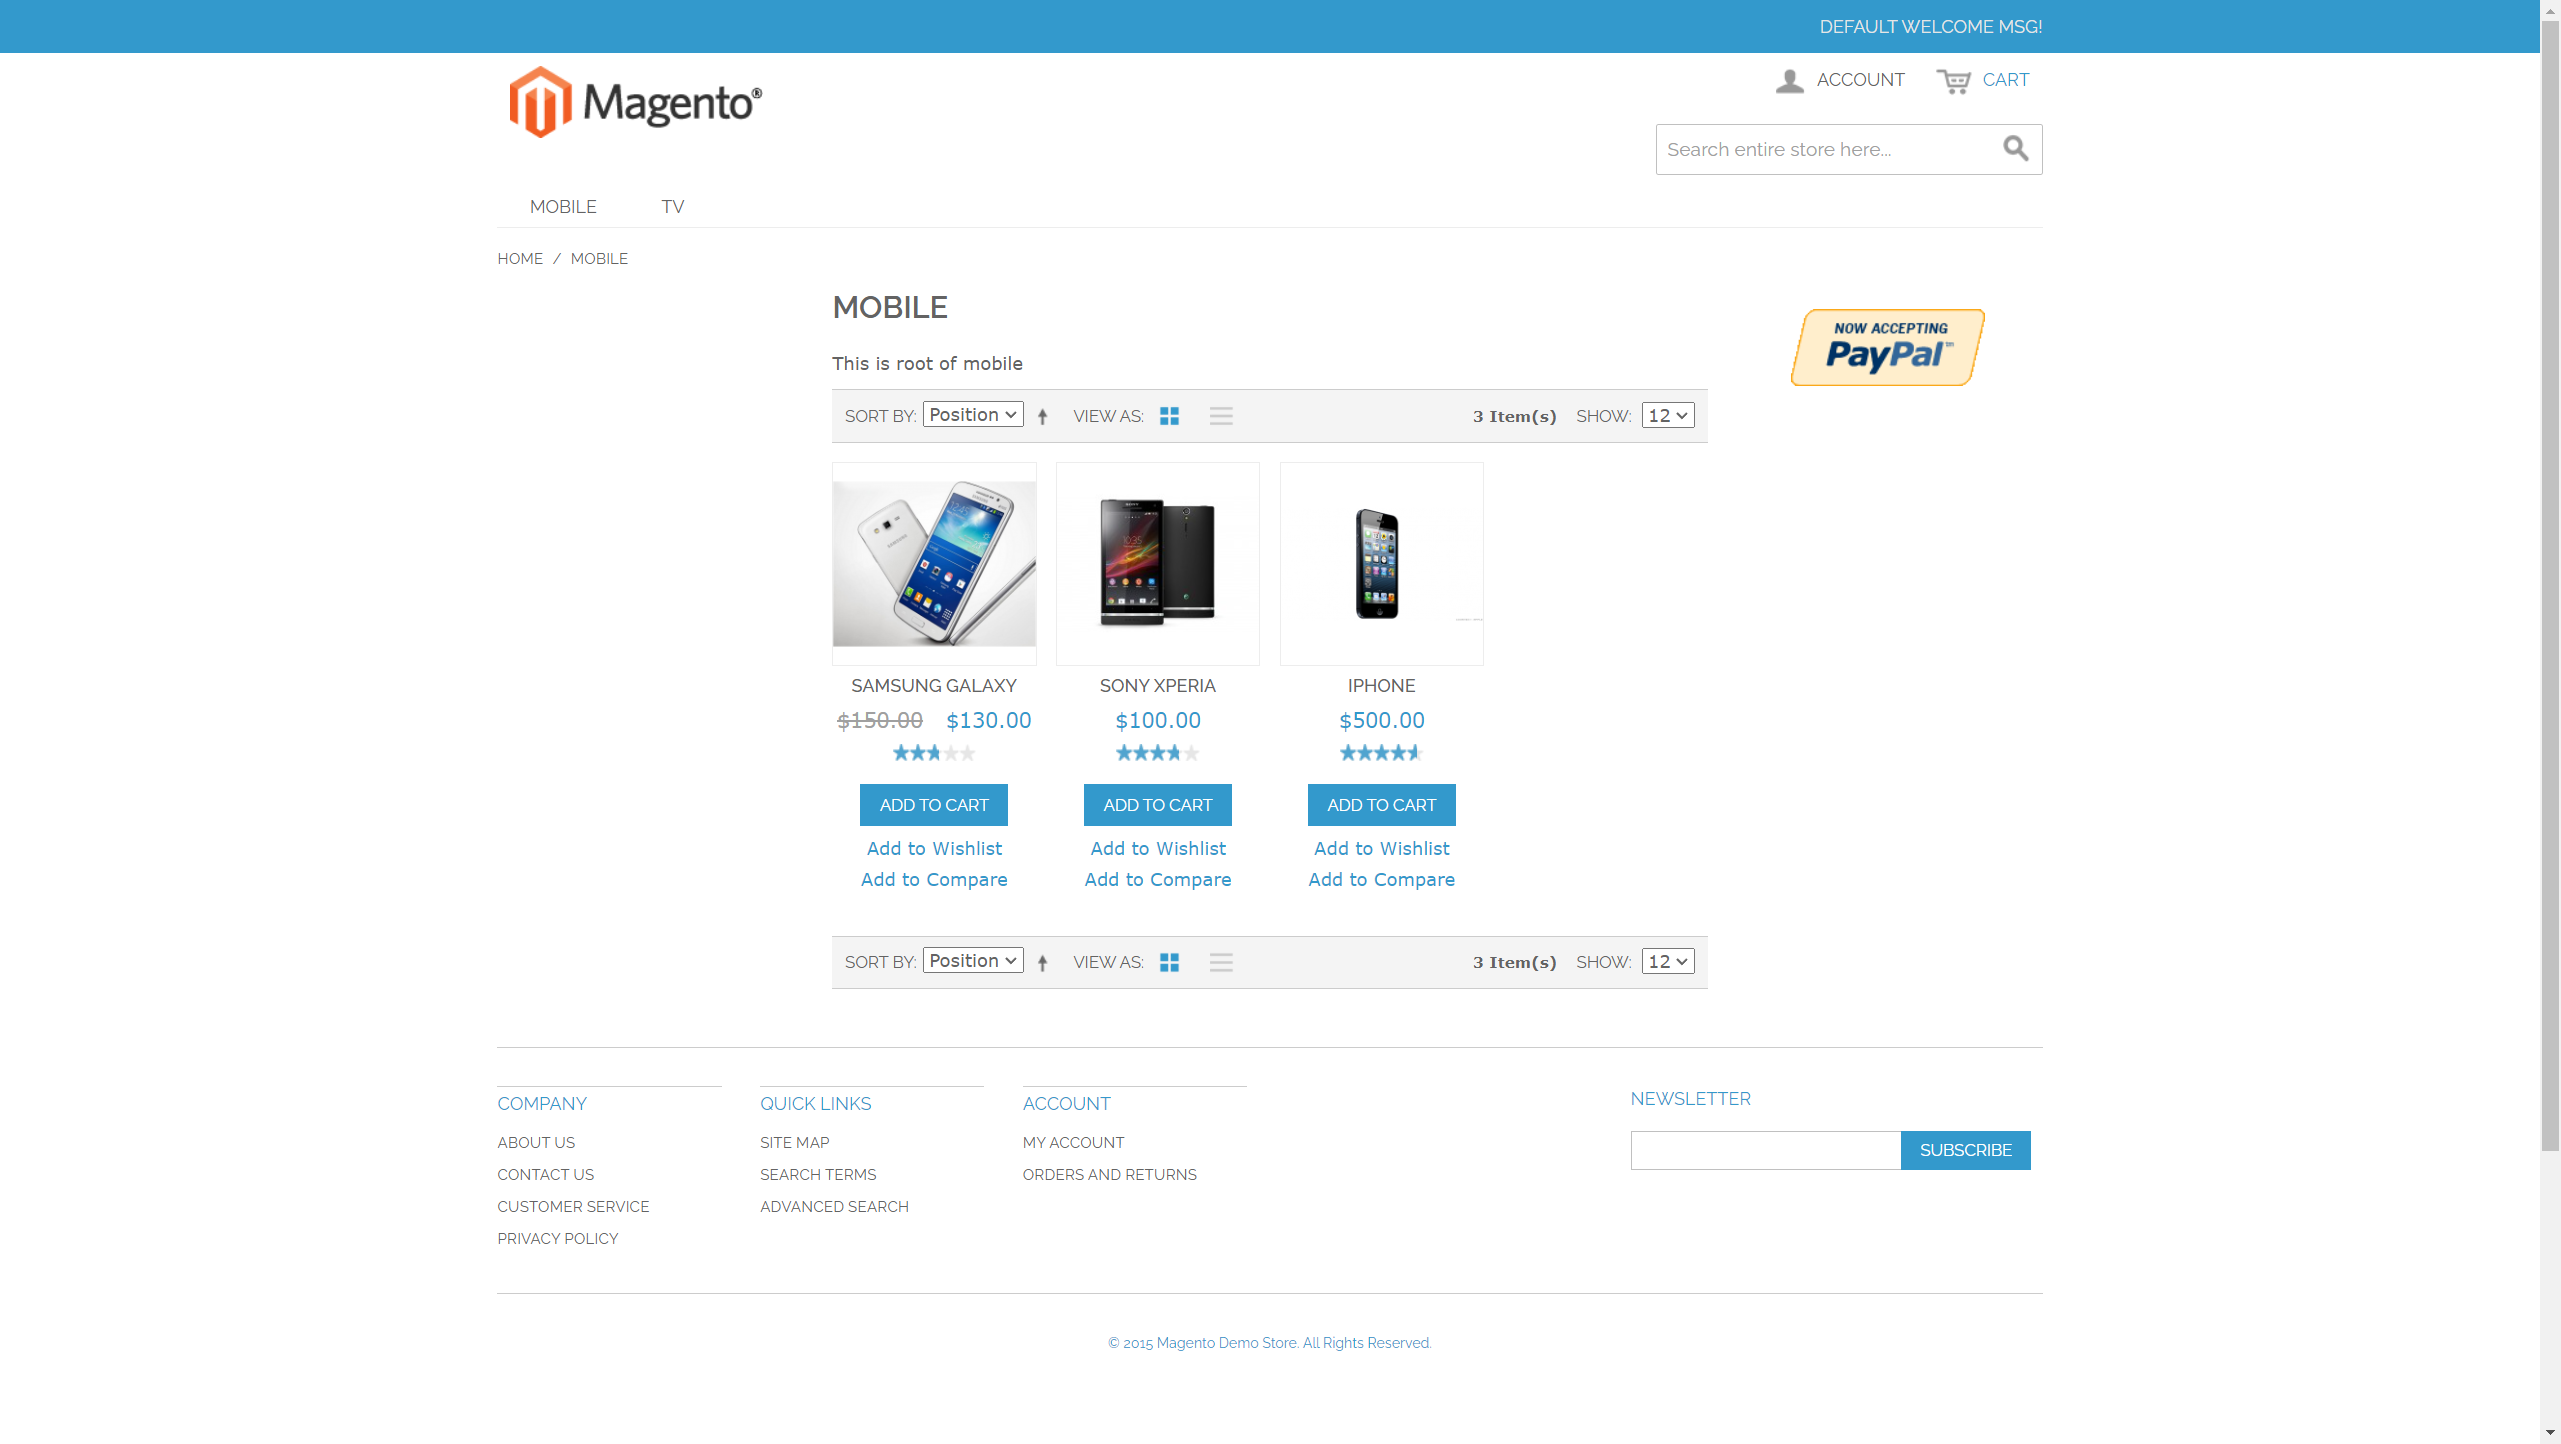 DEFAULT WELCOME MSG!
Magento®
ACCOUNT CART
Search entire store here...
MOBILE TV
HOME / MOBILE
MOBILE
NOW ACCEPTING
PayPal™
This is root of mobile
SORT BY: Position VIEW AS: 3 Item(s) SHOW: 12
SAMSUNG GALAXY SONY XPERIA IPHONE
$150.00 $130.00 $100.00 $500.00
ADD TO CART ADD TO CART ADD TO CART
Add to Wishlist Add to Wishlist Add to Wishlist
Add to Compare Add to Compare Add to Compare
SORT BY: Position VIEW AS: 3 Item(s) SHOW: 12
COMPANY QUICK LINKS ACCOUNT NEWSLETTER
ABOUT US SITE MAP MY ACCOUNT SUBSCRIBE
CONTACT US SEARCH TERMS ORDERS AND RETURNS
CUSTOMER SERVICE ADVANCED SEARCH
PRIVACY POLICY
© 2015 Magento Demo Store. All Rights Reserved.